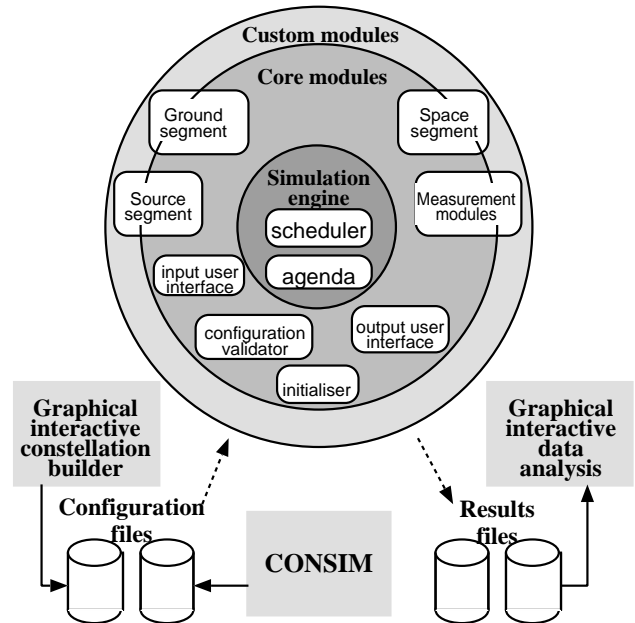 Custom modules
Core modules
Ground
segment
Space
segment
Simulation
engine
Source
segment
Measurement
modules
scheduler
agenda
input user
interface
configuration
validator
output user
interface
initialiser
Graphical
interactive
constellation
builder
Graphical
interactive
data
analysis
Configuration
files
Results
files
CONSIM